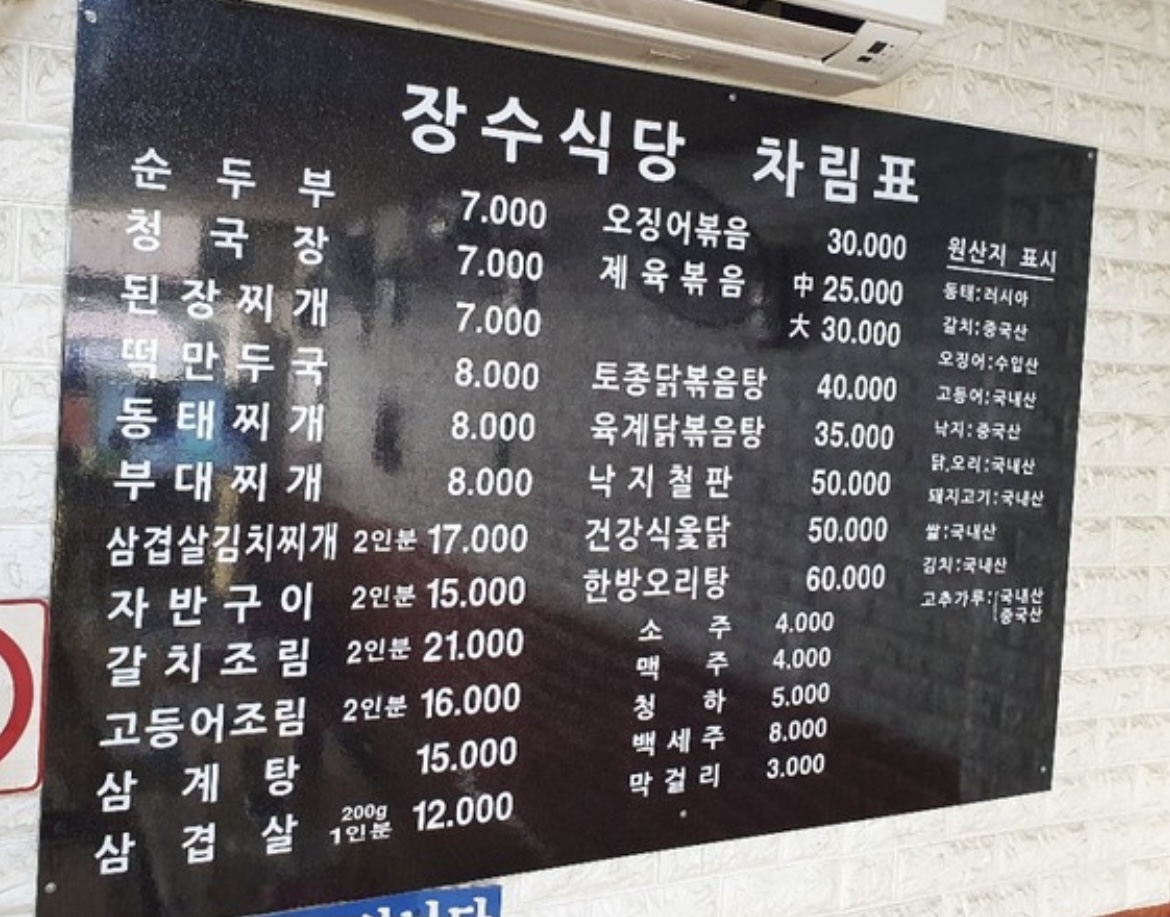 장수식당 차림표
순두부 7.000
청국장 7.000
된장찌개 7.000
떡만두국 8.000
동태찌개 8.000
부대찌개 8.000
삼겹살김치찌개 2인분 17.000
자반구이 2인분 15.000
갈치조림 2인분 21.000
고등어조림 2인분 16.000
삼계탕 15.000
삼겹살 200g 1인분 12.000
오징어볶음 30.000
제육볶음 中 25.000
大 30.000
토종닭볶음탕 40.000
육계닭볶음탕 35.000
낙지철판 50.000
건강식옻닭 50.000
한방오리탕 60.000
소주 4.000
맥주 4.000
청하 5.000
백세주 8.000
막걸리 3.000
원산지 표시
동태:러시아
갈치:중국산
오징어:수입산
고등어:국내산
낙지:중국산
닭,오리:국내산
돼지고기:국내산
쌀:국내산
김치:국내산
고추가루:국내산
중국산